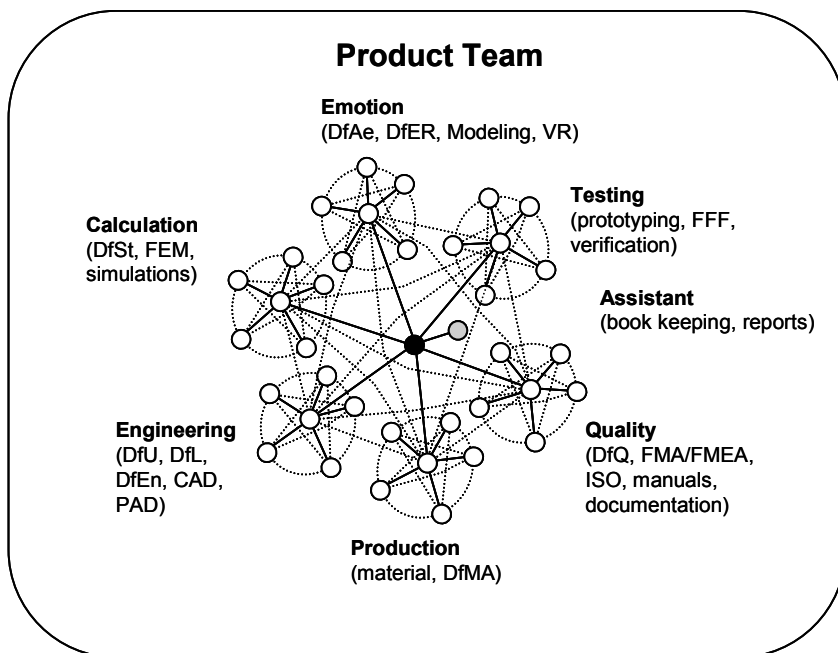 Product Team
Emotion
(DfAe, DfER, Modeling, VR)
Testing
(prototyping, FFF,
verification)
Calculation
(DfSt, FEM,
simulations)
Assistant
(book keeping, reports)
Engineering
(DfU, DfL,
DfEn, CAD,
PAD)
Quality
(DfQ, FMA/FMEA,
ISO, manuals,
documentation)
Production
(material, DfMA)